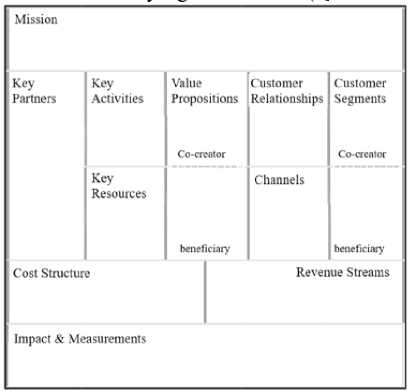 Mission
Key
Partners
Key
Activities
Value
Propositions
Customer
Relationships
Customer
Segments
Co-creator
Co-creator
Key
Resources
Channels
beneficiary
beneficiary
Cost Structure
Revenue Streams
Impact & Measurements